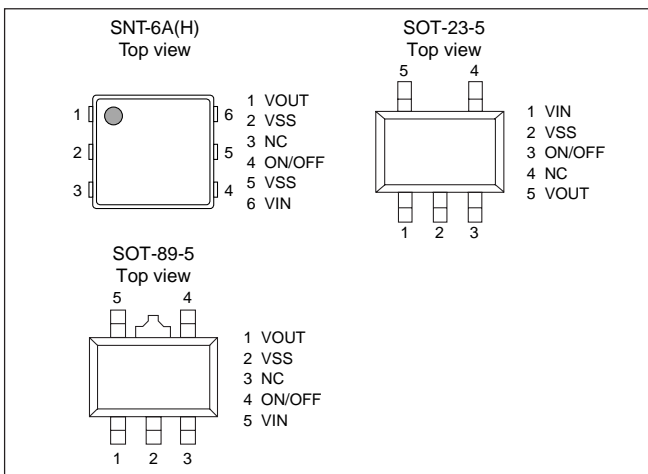 SNT-6A(H)
Top view
1
2
3
6
5
4
1 VOUT
2 VSS
3 NC
4 ON/OFF
5 VSS
6 VIN
SOT-23-5
Top view
5 4
1 2 3
1 VIN
2 VSS
3 ON/OFF
4 NC
5 VOUT
SOT-89-5
Top view
5 4
1 2 3
1 VOUT
2 VSS
3 NC
4 ON/OFF
5 VIN